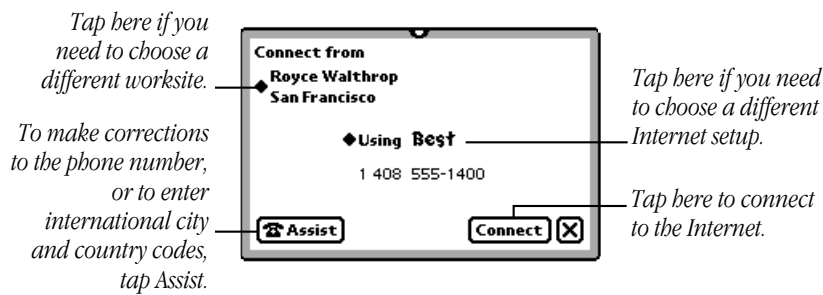 Tap here if you
need to choose a
different worksite.
To make corrections
to the phone number,
or to enter
international city
and country codes,
tap Assist.
Connect from
Royce Walthrop
San Francisco
Using Best
1 408 555-1400
Assist
Connect
Tap here if you need
to choose a different
Internet setup.
Tap here to connect
to the Internet.